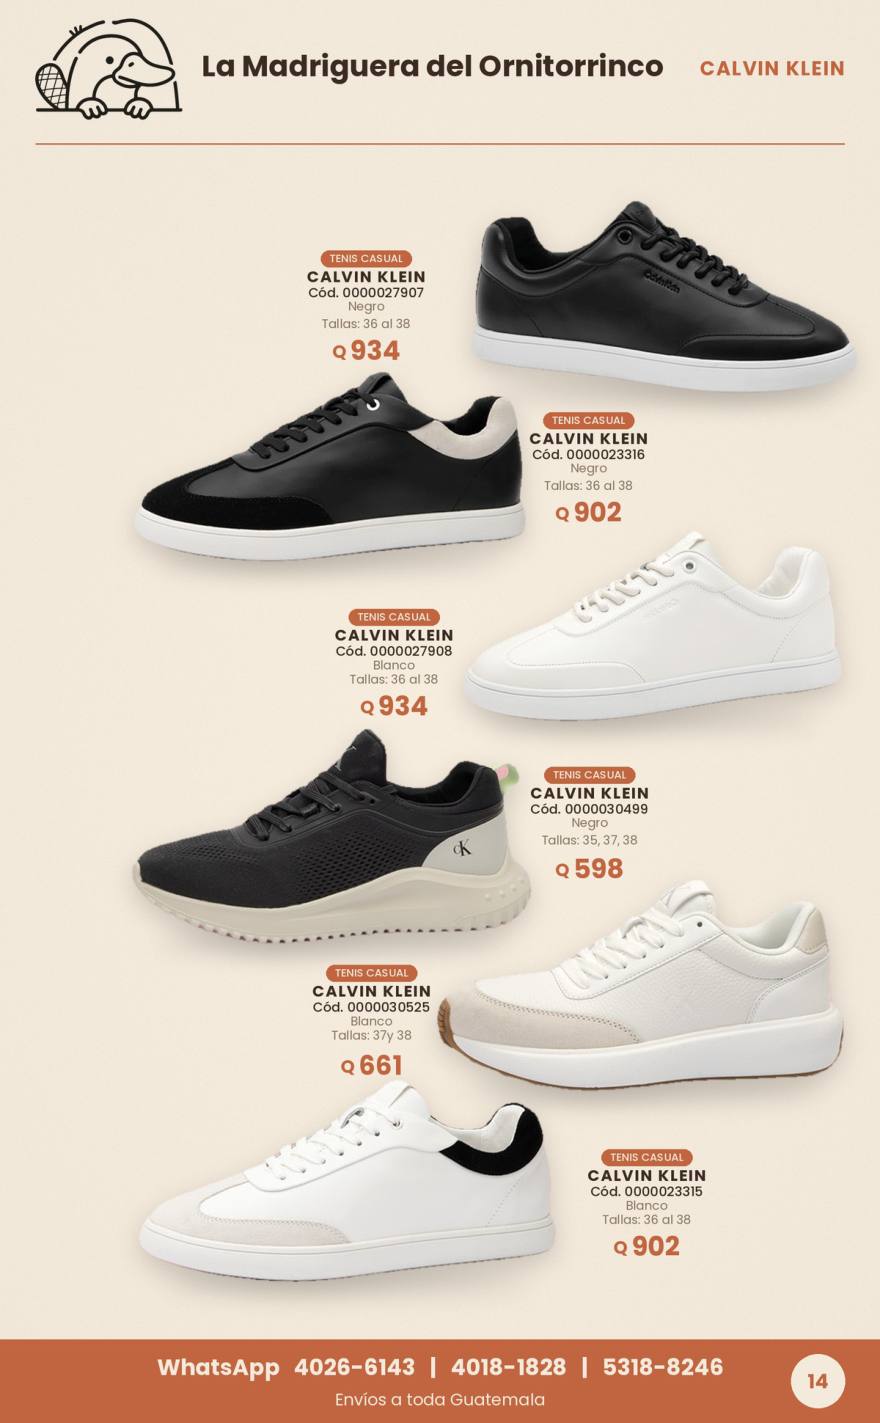 La Madriguera del Ornitorrinco
CALVIN KLEIN
TENIS CASUAL
CALVIN KLEIN
Cód. 0000027907
Negro
Tallas: 36 al 38
Q 934
TENIS CASUAL
CALVIN KLEIN
Cód. 0000023316
Negro
Tallas: 36 al 38
Q 902
TENIS CASUAL
CALVIN KLEIN
Cód. 0000027908
Blanco
Tallas: 36 al 38
Q 934
TENIS CASUAL
CALVIN KLEIN
Cód. 0000030499
Negro
Tallas: 35, 37, 38
Q 598
cK
TENIS CASUAL
CALVIN KLEIN
Cód. 0000030525
Blanco
Tallas: 37y 38
Q 661
TENIS CASUAL
CALVIN KLEIN
Cód. 0000023315
Blanco
Tallas: 36 al 38
Q 902
WhatsApp 4026-6143 | 4018-1828 | 5318-8246
Envíos a toda Guatemala
14